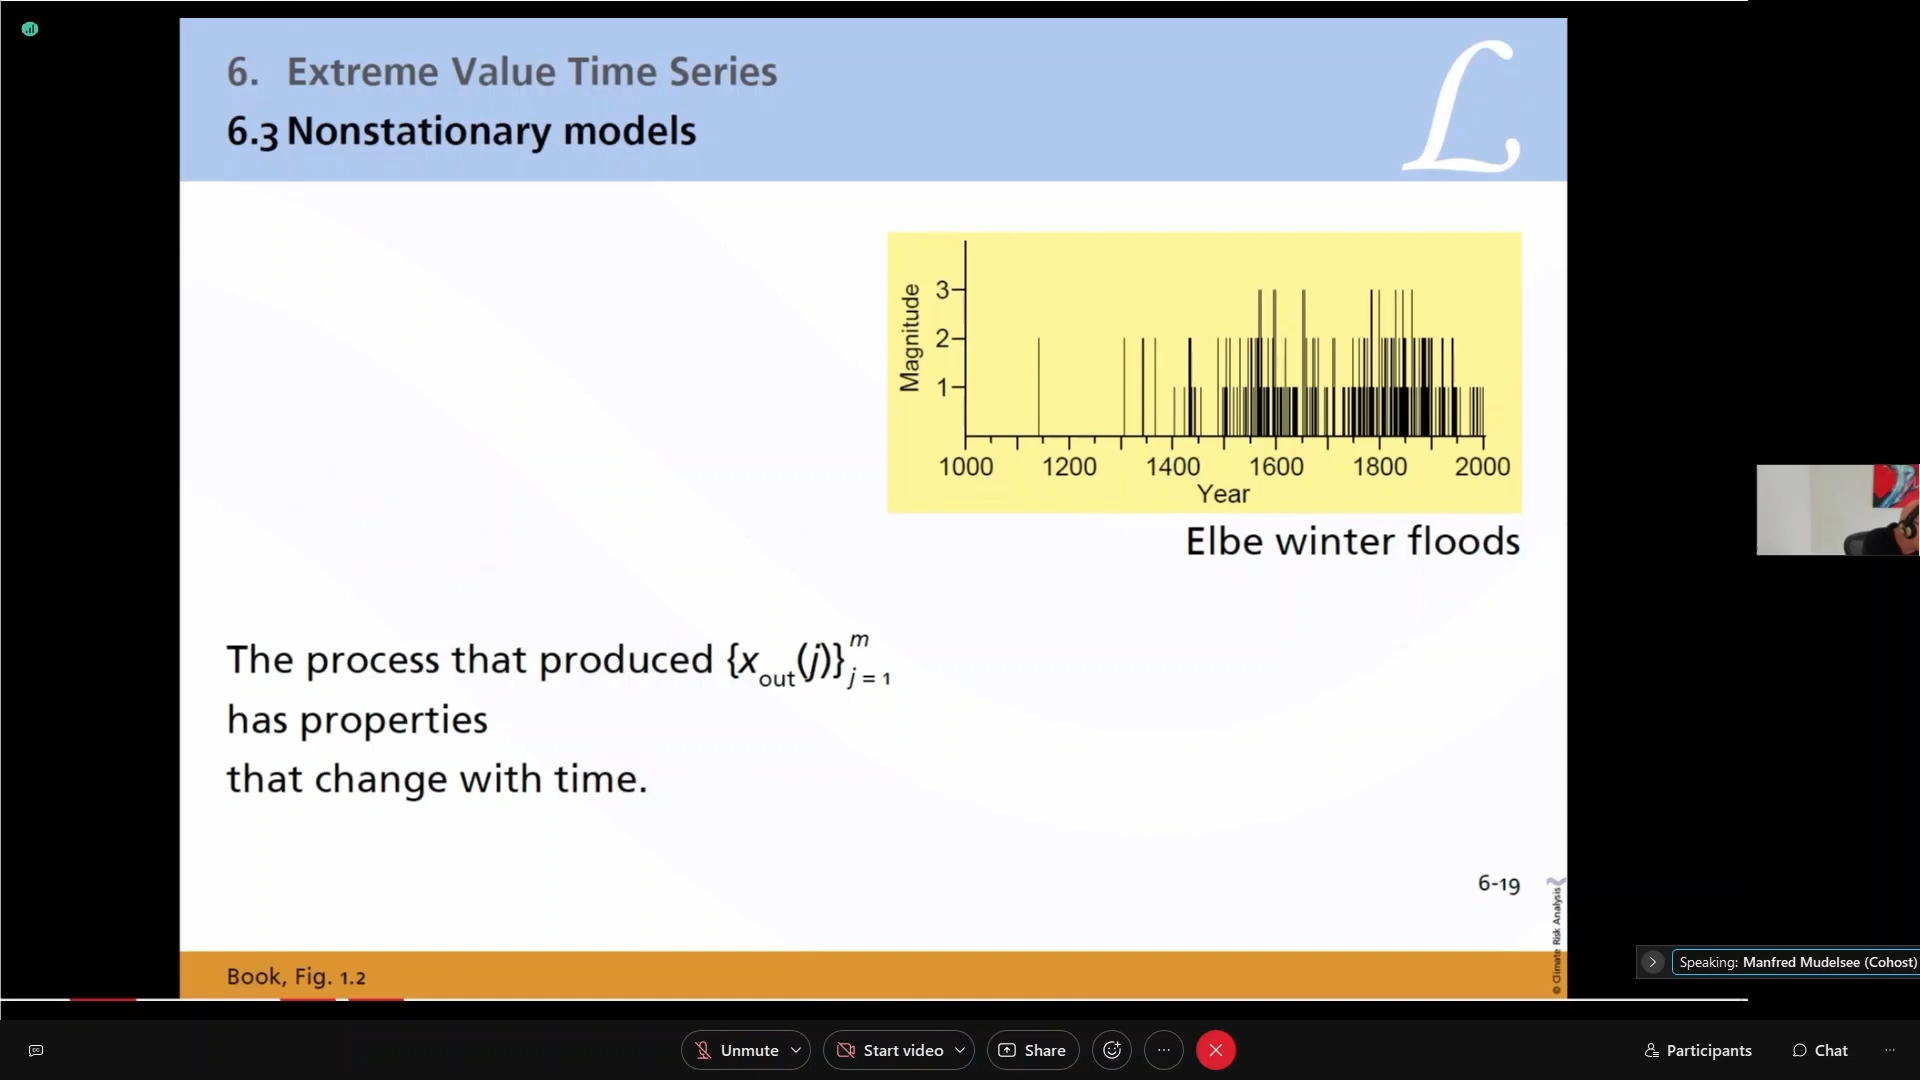 6. Extreme Value Time Series
6.3 Nonstationary models
L
Magnitude
3
2
1
1000 1200 1400 1600 1800 2000
Year
Elbe winter floods
The process that produced {x_out(j)}_{j = 1}^m
has properties
that change with time.
6-19
© Climate Risk Analysis
Book, Fig. 1.2
Speaking: Manfred Mudelsee (Cohost)
Unmute
Start video
Share
Participants
Chat